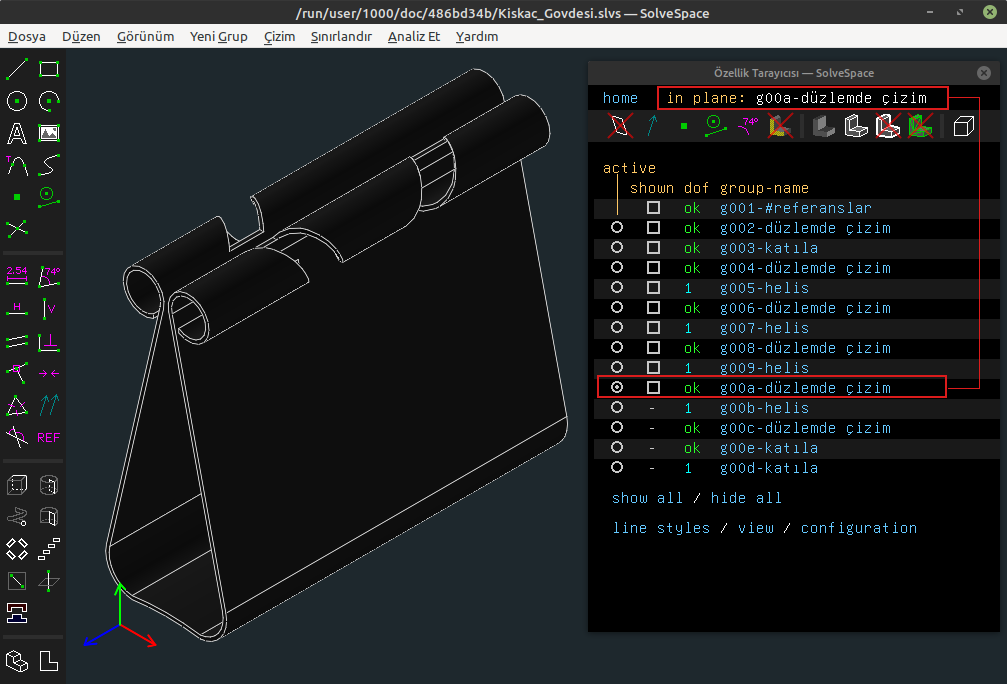 /run/user/1000/doc/486bd34b/Kiskac_Govdesi.slvs — SolveSpace
Dosya Düzen Görünüm Yeni Grup Çizim Sınırlandır Analiz Et Yardım
Özellik Tarayıcısı — SolveSpace
home in plane: g00a-düzlemde çizim
74°
active
shown dof group-name
ok g001-#referanslar
ok g002-düzlemde çizim
ok g003-katıla
ok g004-düzlemde çizim
1 g005-helis
ok g006-düzlemde çizim
1 g007-helis
ok g008-düzlemde çizim
1 g009-helis
ok g00a-düzlemde çizim
- 1 g00b-helis
- ok g00c-düzlemde çizim
- ok g00e-katıla
- 1 g00d-katıla
show all / hide all
line styles / view / configuration
A
T
2.54 74°
H V
REF